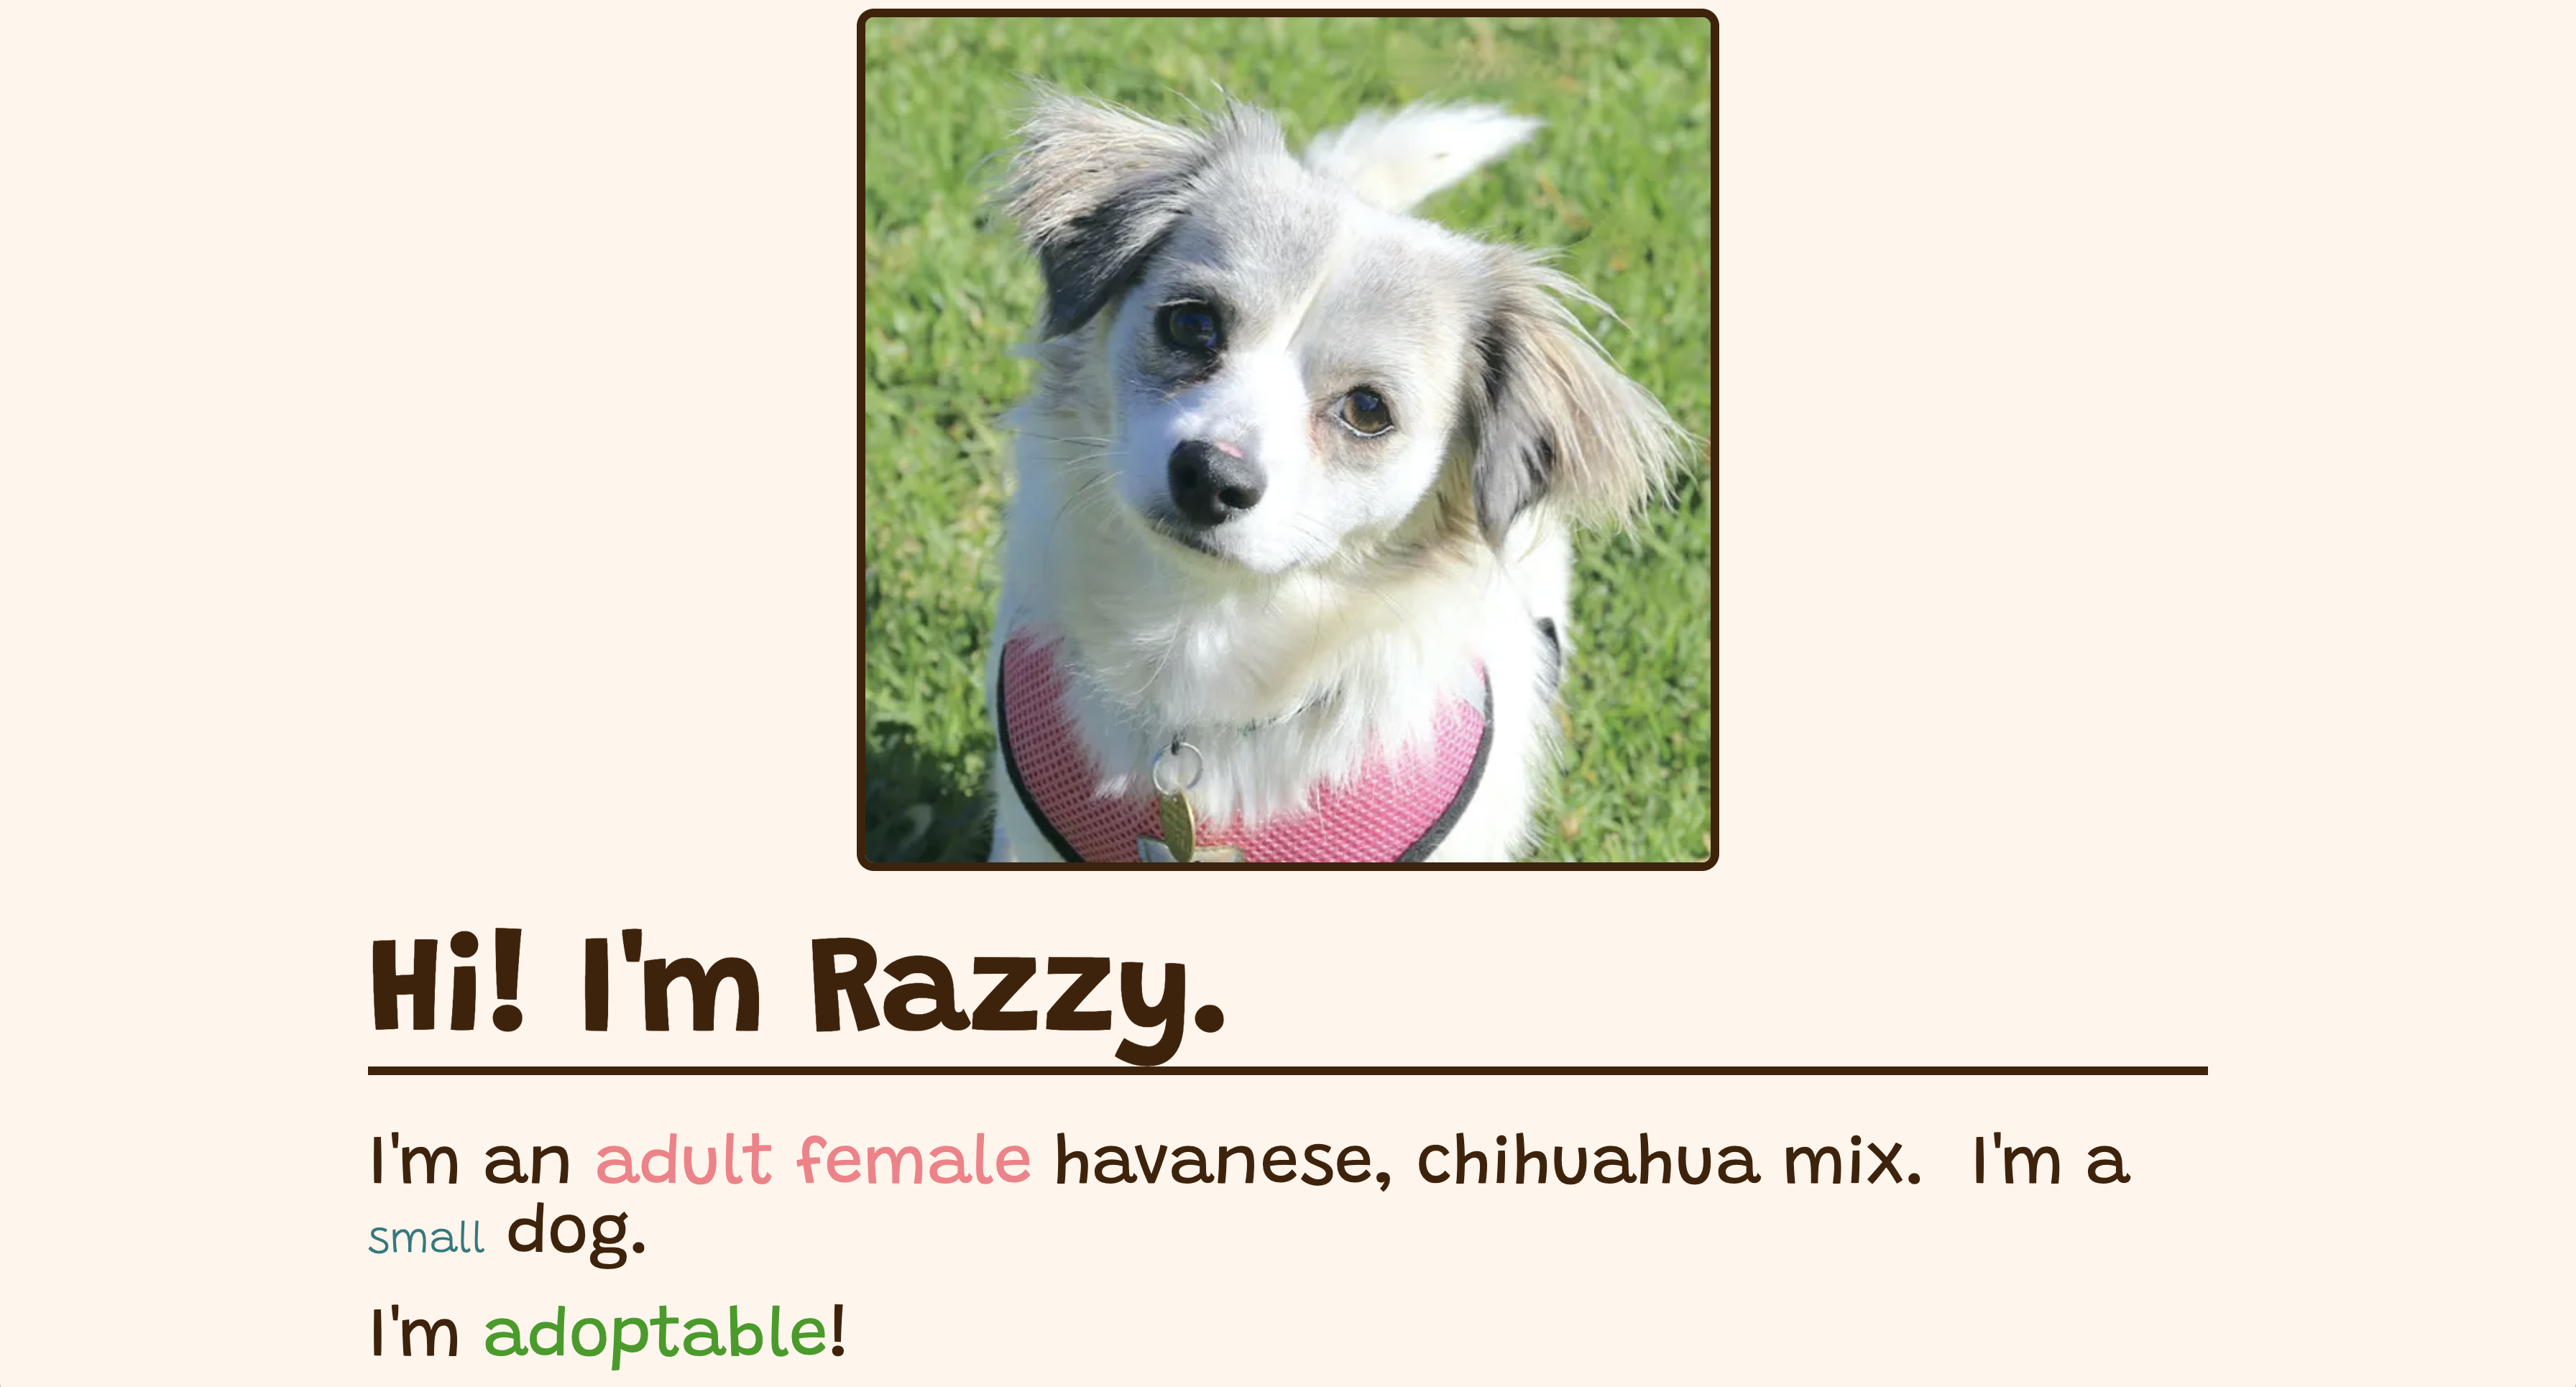 Hi! I'm Razzy.
I'm an adult female havanese, chihuahua mix. I'm a
small dog.
I'm adoptable!